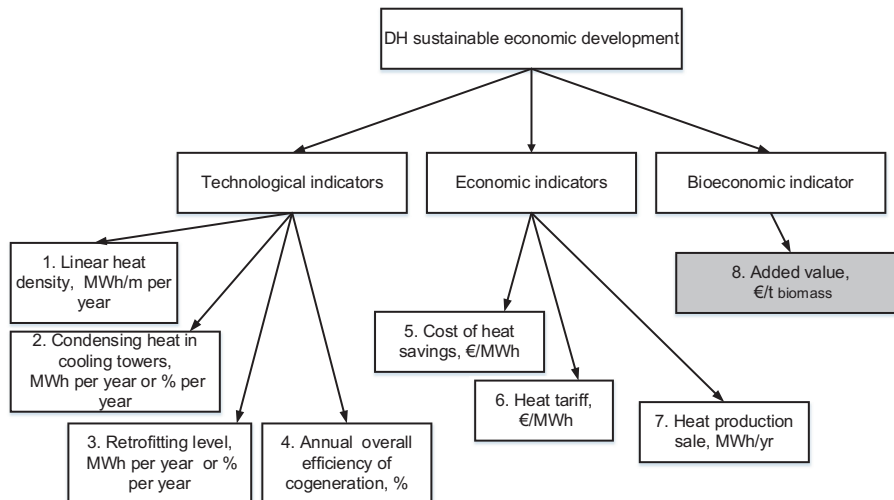 DH sustainable economic development
Technological indicators
Economic indicators
Bioeconomic indicator
1. Linear heat
density, MWh/m per
year
2. Condensing heat in
cooling towers,
MWh per year or % per
year
3. Retrofitting level,
MWh per year or % 
per year
4. Annual overall
efficiency of
cogeneration, %
5. Cost of heat
savings, €/MWh
6. Heat tariff,
€/MWh
7. Heat production
sale, MWh/yr
8. Added value,
€/t biomass